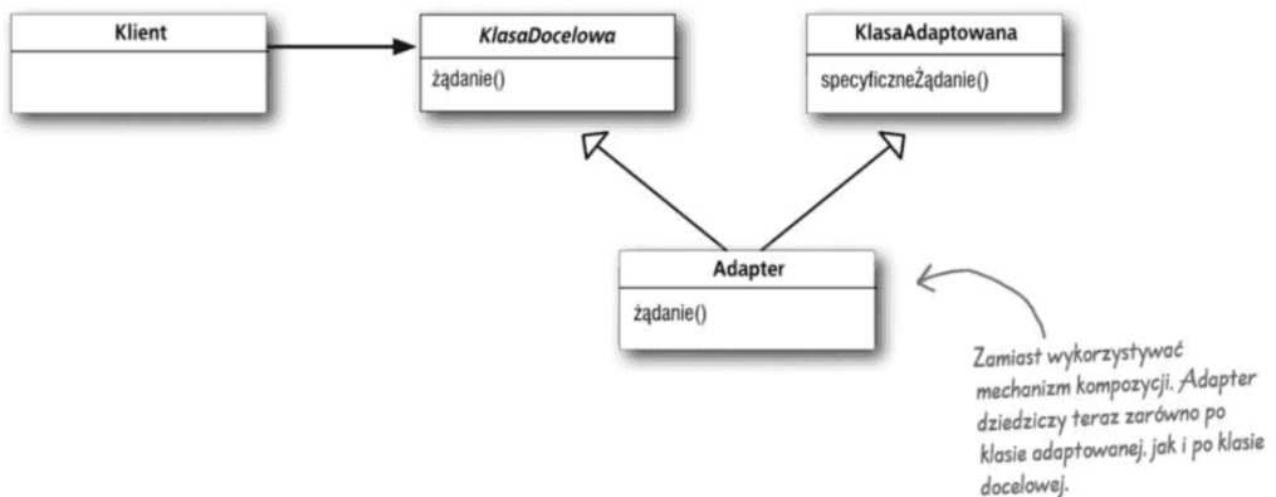 Klient
KlasaDocelowa
żądanie()
KlasaAdaptowana
specyficzneŻądanie()
Adapter
żądanie()
Zamiast wykorzystywać
mechanizm kompozycji. Adapter
dziedziczy teraz zarówno po
klasie adaptowanej, jak i po klasie
docelowej.